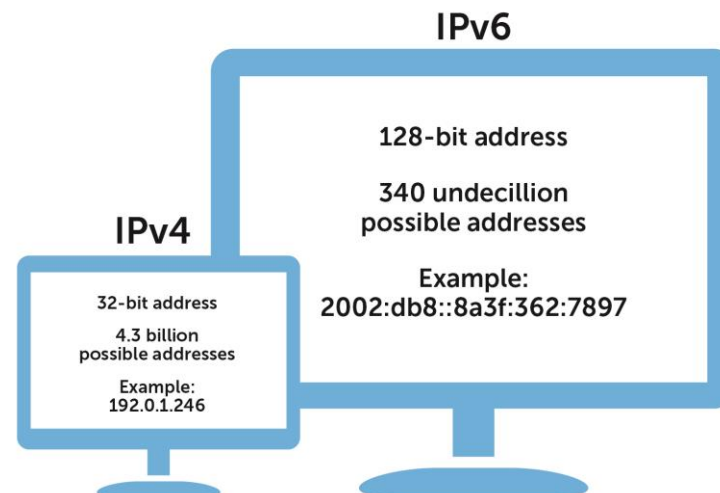 IPv6
128-bit address
340 undecillion
possible addresses
Example:
2002:db8::8a3f:362:7897
IPv4
32-bit address
4.3 billion
possible addresses
Example:
192.0.1.246